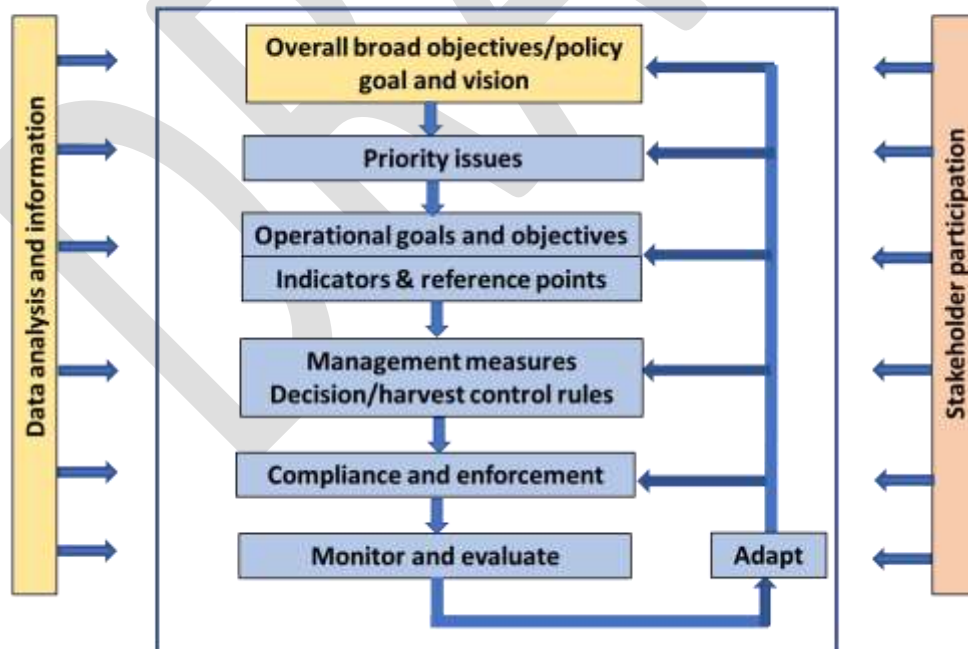 Data analysis and information
Overall broad objectives/policy
goal and vision
Priority issues
Operational goals and objectives
Indicators & reference points
Management measures
Decision/harvest control rules
Compliance and enforcement
Monitor and evaluate
Adapt
Stakeholder participation